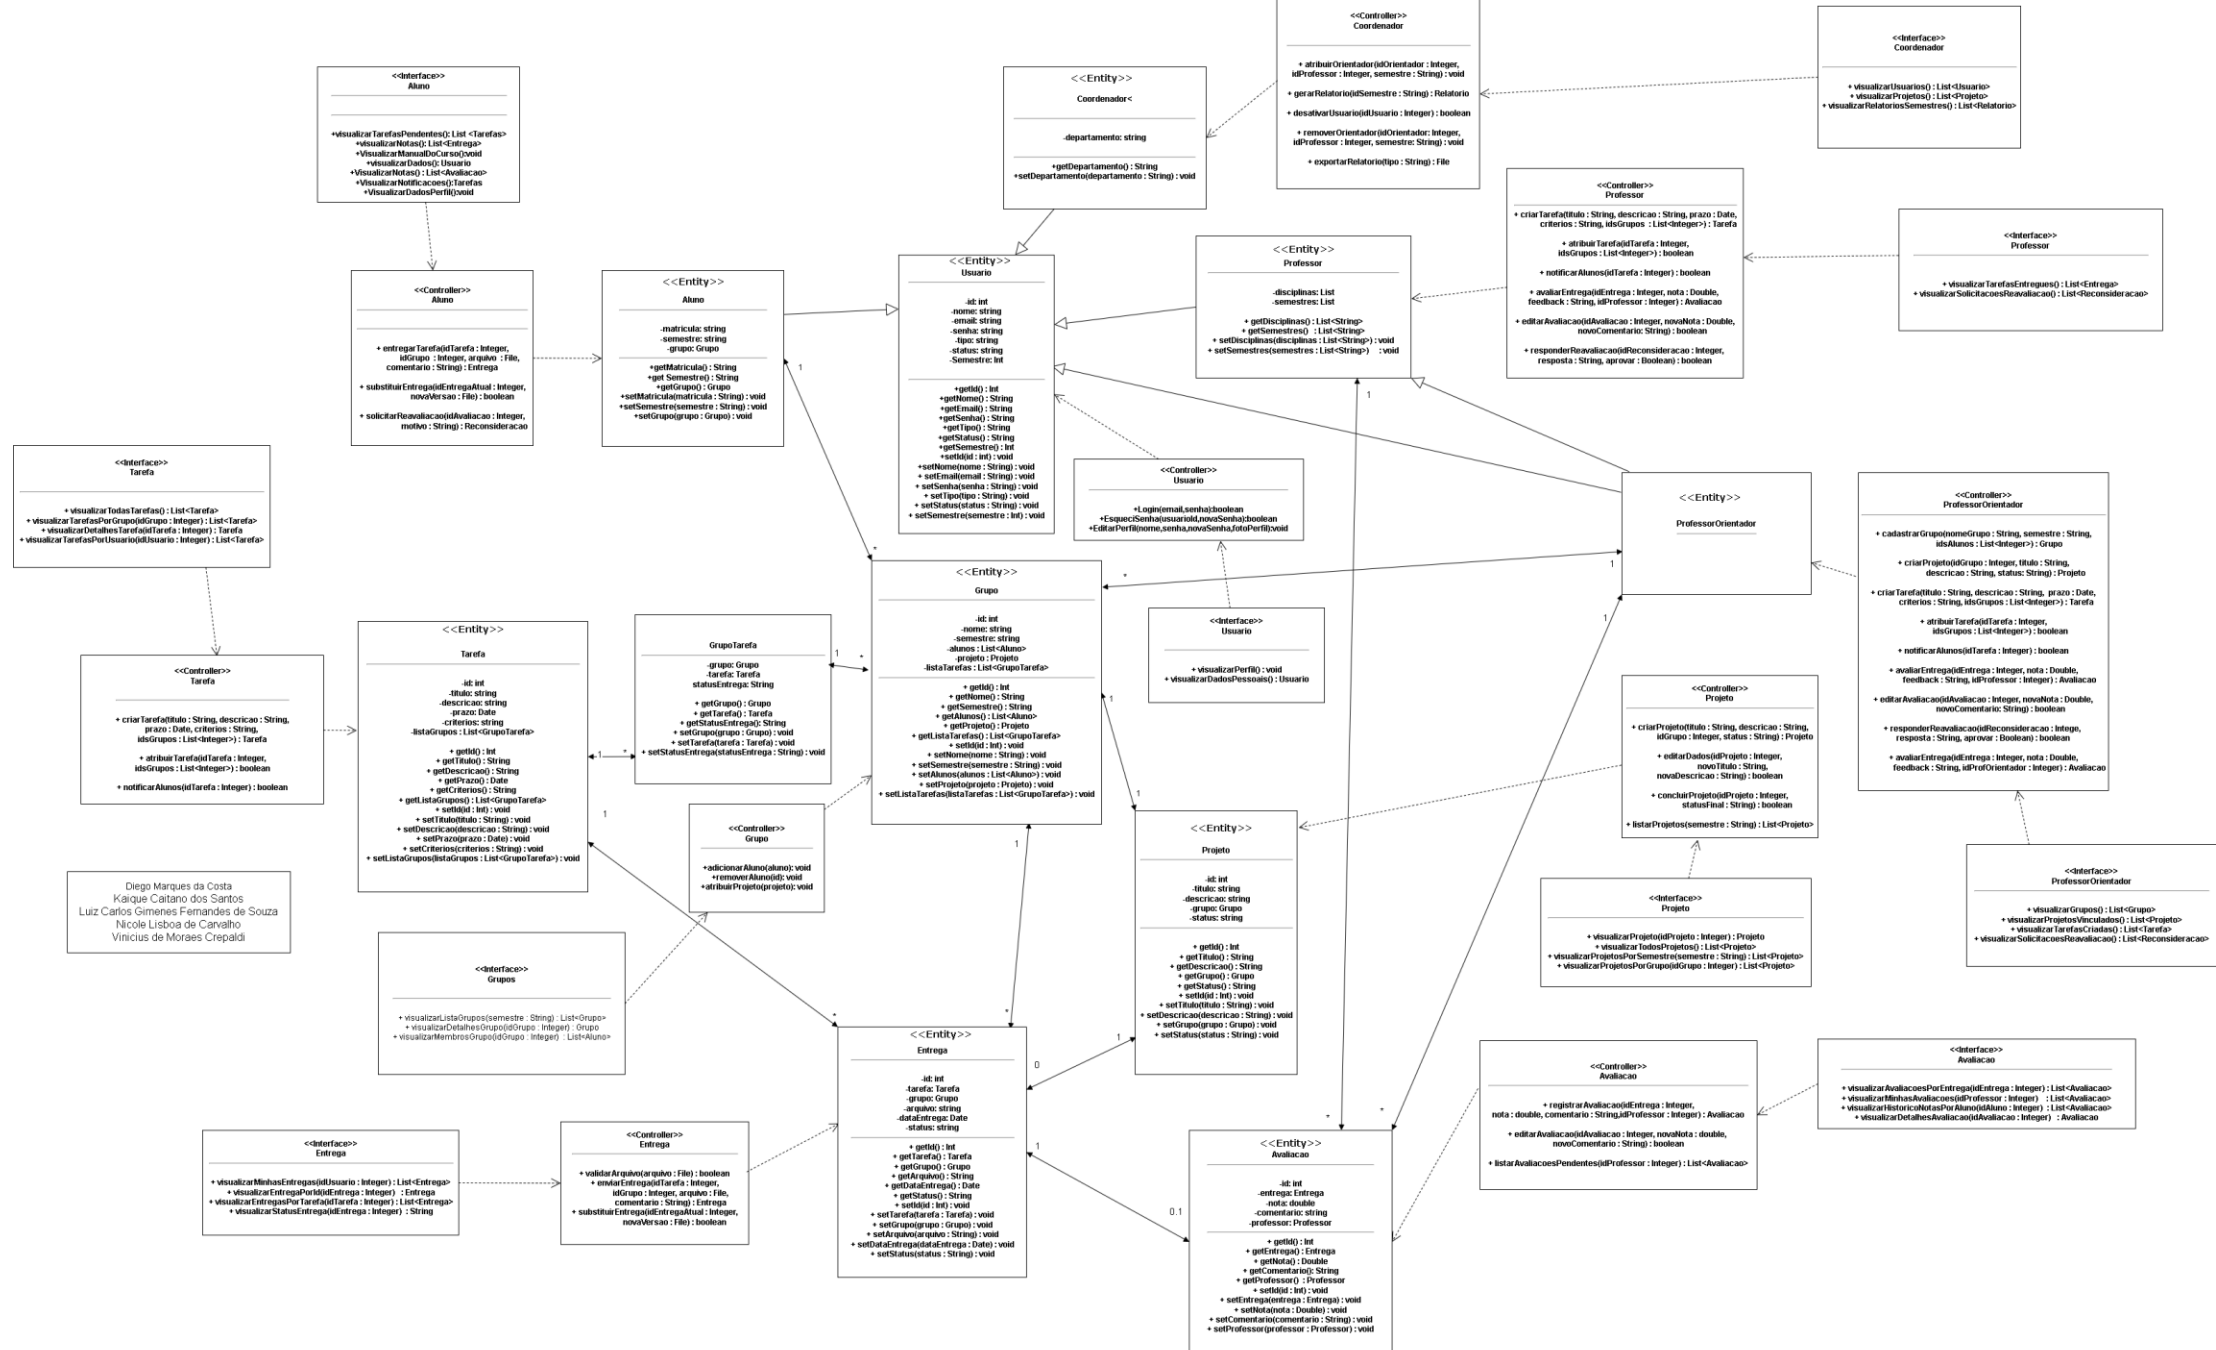 <<Controller>>
Coordenador
+ atribuirOrientador(idOrientador : Integer,
idProfessor : Integer, semestre : String) : void
+ gerarRelatorio(idSemestre : String) : Relatorio
+ desativarUsuario(idUsuario : Integer) : boolean
+ removerOrientador(idOrientador: Integer,
idProfessor : Integer, semestre: String) : void
+ exportarRelatorio(tipo : String) : File
<<Interface>>
Coordenador
+ visualizarUsuarios() : List<Usuario>
+ visualizarProjetos() : List<Projeto>
+ visualizarRelatoriosSemestres() : List<Relatorio>
<<Interface>>
Aluno
+visualizarTarefasPendentes(): List <Tarefas>
+visualizarNotas(): List<Entrega>
+VisualizarManualDoCurso():void
+visualizarDados(): Usuario
+VisualizarNotas() : List<Avaliacao>
+VisualizarNotificacoes():Tarefas
+VisualizarDadosPerfil():void
<<Entity>>
Coordenador<
-departamento: string
+getDepartamento() : String
+setDepartamento(departamento : String) : void
<<Controller>>
Professor
+ criarTarefa(titulo : String, descricao : String, prazo : Date,
criterios : String, idsGrupos : List<Integer>) : Tarefa
+ atribuirTarefa(idTarefa : Integer,
idsGrupos : List<Integer>) : boolean
+ notificarAlunos(idTarefa : Integer) : boolean
+ avaliarEntrega(idEntrega : Integer, nota : Double,
feedback : String, idProfessor : Integer) : Avaliacao
+ editarAvaliacao(idAvaliacao : Integer, novaNota : Double,
novoComentario: String) : boolean
+ responderReavaliacao(idReconsideracao : Integer,
resposta : String, aprovar : Boolean) : boolean
<<Interface>>
Professor
+ visualizarTarefasEntregues() : List<Entrega>
+ visualizarSolicitacoesReavaliacao() : List<Reconsideracao>
<<Controller>>
Aluno
+ entregarTarefa(idTarefa : Integer,
idGrupo : Integer, arquivo : File,
comentario : String) : Entrega
+ substituirEntrega(idEntregaAtual : Integer,
novaVersao : File) : boolean
+ solicitarReavaliacao(idAvaliacao : Integer,
motivo : String) : Reconsideracao
<<Entity>>
Aluno
-matricula: string
-semestre: string
-grupo: Grupo
+getMatricula() : String
+get Semestre() : String
+getGrupo() : Grupo
+setMatricula(matricula : String) : void
+setSemestre(semestre : String) : void
+setGrupo(grupo : Grupo) : void
1
*
<<Entity>>
Usuario
-id: int
-nome: string
-email: string
-senha: string
-tipo: string
-status: string
-Semestre: Int
+getId() : Int
+getNome() : String
+getEmail() : String
+getSenha() : String
+getTipo() : String
+getStatus() : String
+getSemestre() : Int
+setId(id : int) : void
+setNome(nome : String) : void
+ setEmail(email : String) : void
+ setSenha(senha : String) : void
+ setTipo(tipo : String) : void
+ setStatus(status : String) : void
+ setSemestre(semestre : Int) : void
<<Entity>>
Professor
-disciplinas: List
-semestres: List
+ getDisciplinas() : List<String>
+ getSemestres() : List<String>
+ setDisciplinas(disciplinas : List<String>) : void
+ setSemestres(semestres : List<String>) : void
1
<<Controller>>
Usuario
+Login(email,senha):boolean
+EsqueciSenha(usuarioId,novaSenha):boolean
+EditarPerfil(nome,senha,novaSenha,fotoPerfil):void
<<Interface>>
Usuario
+ visualizarPerfil() : void
+ visualizarDadosPessoais() : Usuario
<<Entity>>
ProfessorOrientador
1
1
<<Controller>>
ProfessorOrientador
+ cadastrarGrupo(nomeGrupo : String, semestre : String,
idsAlunos : List<Integer>) : Grupo
+ criarProjeto(idGrupo : Integer, titulo : String,
descricao : String, status: String) : Projeto
+ criarTarefa(titulo : String, descricao : String, prazo : Date,
criterios : String, idsGrupos : List<Integer>) : Tarefa
+ atribuirTarefa(idTarefa : Integer,
idsGrupos : List<Integer>) : boolean
+ notificarAlunos(idTarefa : Integer) : boolean
+ avaliarEntrega(idEntrega : Integer, nota : Double,
feedback : String, idProfessor : Integer) : Avaliacao
+ editarAvaliacao(idAvaliacao : Integer, novaNota : Double,
novoComentario: String) : boolean
+ responderReavaliacao(idReconsideracao : Integer,
resposta : String, aprovar : Boolean) : boolean
+ avaliarEntrega(idEntrega : Integer, nota : Double,
feedback : String, idProfOrientador : Integer) : Avaliacao
<<Interface>>
Tarefa
+ visualizarTodasTarefas() : List<Tarefa>
+ visualizarTarefasPorGrupo(idGrupo : Integer) : List<Tarefa>
+ visualizarDetalhesTarefa(idTarefa : Integer) : Tarefa
+ visualizarTarefasPorUsuario(idUsuario : Integer) : List<Tarefa>
<<Controller>>
Tarefa
+ criarTarefa(titulo : String, descricao : String,
prazo : Date, criterios : String,
idsGrupos : List<Integer>) : Tarefa
+ atribuirTarefa(idTarefa : Integer,
idsGrupos : List<Integer>) : boolean
+ notificarAlunos(idTarefa : Integer) : boolean
<<Entity>>
Tarefa
-id: int
-titulo: string
-descricao: string
-prazo: Date
-criterios: string
-listaGrupos: List<GrupoTarefa>
+ getId() : Int
+ getTitulo() : String
+ getDescricao() : String
+ getPrazo() : Date
+ getCriterios() : String
+ getListaGrupos() : List<GrupoTarefa>
+ setId(id : Int) : void
+ setTitulo(titulo : String) : void
+ setDescricao(descricao : String) : void
+ setPrazo(prazo : Date) : void
+ setCriterios(criterios : String) : void
+ setListaGrupos(listaGrupos : List<GrupoTarefa>) : void
1
*
1
GrupoTarefa
-grupo: Grupo
-tarefa: Tarefa
statusEntrega: String
+ getGrupo() : Grupo
+ getTarefa() : Tarefa
+ getStatusEntrega(): String
+ setGrupo(grupo : Grupo) : void
+ setTarefa(tarefa : Tarefa) : void
+ setStatusEntrega(statusEntrega : String) : void
1
*
<<Entity>>
Grupo
-id: int
-nome: string
-semestre: string
-alunos : List<Aluno>
-projeto : Projeto
-listaTarefas : List<GrupoTarefa>
+ getId() : Int
+ getNome() : String
+ getSemestre() : String
+ getAlunos() : List<Aluno>
+ getProjeto() : Projeto
+ getListaTarefas() : List<GrupoTarefa>
+ setId(id : Int) : void
+ setNome(nome : String) : void
+ setSemestre(semestre : String) : void
+ setAlunos(alunos : List<Aluno>) : void
+ setProjeto(projeto : Projeto) : void
+ setListaTarefas(listaTarefas : List<GrupoTarefa>) : void
*
1
1
1
<<Controller>>
Grupo
+adicionarAluno(aluno): void
+removerAluno(id): void
+atribuirProjeto(projeto): void
<<Interface>>
Grupos
+ visualizarListaGrupos(semestre : String) : List<Grupo>
+ visualizarDetalhesGrupo(idGrupo : Integer) : Grupo
+ visualizarMembrosGrupo(idGrupo : Integer) : List<Aluno>
Diego Marques da Costa
Kaique Caitano dos Santos
Luiz Carlos Gimenes Fernandes de Souza
Nicole Lisboa de Carvalho
Vinicius de Moraes Crepaldi
<<Controller>>
Projeto
+ criarProjeto(titulo : String, descricao : String,
idGrupo : Integer, status : String) : Projeto
+ editarDados(idProjeto : Integer,
novoTitulo : String,
novaDescricao : String) : boolean
+ concluirProjeto(idProjeto : Integer,
statusFinal : String) : boolean
+ listarProjetos(semestre : String) : List<Projeto>
<<Entity>>
Projeto
-id: int
-titulo: string
-descricao: string
-grupo: Grupo
-status: string
+ getId() : Int
+ getTitulo() : String
+ getDescricao() : String
+ getGrupo() : Grupo
+ getStatus() : String
+ setId(id : Int) : void
+ setTitulo(titulo : String) : void
+ setDescricao(descricao : String) : void
+ setGrupo(grupo : Grupo) : void
+ setStatus(status : String) : void
<<Interface>>
Projeto
+ visualizarProjeto(idProjeto : Integer) : Projeto
+ visualizarTodosProjetos() : List<Projeto>
+ visualizarProjetosPorSemestre(semestre : String) : List<Projeto>
+ visualizarProjetosPorGrupo(idGrupo : Integer) : List<Projeto>
<<Interface>>
ProfessorOrientador
+ visualizarGrupos() : List<Grupo>
+ visualizarProjetosVinculados() : List<Projeto>
+ visualizarTarefasCriadas() : List<Tarefa>
+ visualizarSolicitacoesReavaliacao() : List<Reconsideracao>
*
*
1
0
<<Entity>>
Entrega
-id: int
-tarefa: Tarefa
-grupo: Grupo
-arquivo: string
-dataEntrega: Date
-status: string
+ getId() : Int
+ getTarefa() : Tarefa
+ getGrupo() : Grupo
+ getArquivo() : String
+ getDataEntrega() : Date
+ getStatus() : String
+ setId(id : Int) : void
+ setTarefa(tarefa : Tarefa) : void
+ setGrupo(grupo : Grupo) : void
+ setArquivo(arquivo : String) : void
+ setDataEntrega(dataEntrega : Date) : void
+ setStatus(status : String) : void
1
0.1
<<Interface>>
Entrega
+ visualizarMinhasEntregas(idUsuario : Integer) : List<Entrega>
+ visualizarEntregaPorId(idEntrega : Integer) : Entrega
+ visualizarEntregasPorTarefa(idTarefa : Integer) : List<Entrega>
+ visualizarStatusEntrega(idEntrega : Integer) : String
<<Controller>>
Entrega
+ validarArquivo(arquivo : File) : boolean
+ enviarEntrega(idTarefa : Integer,
idGrupo : Integer, arquivo : File,
comentario : String) : Entrega
+ substituirEntrega(idEntregaAtual : Integer,
novaVersao : File) : boolean
*
*
<<Entity>>
Avaliacao
-id: int
-entrega: Entrega
-nota: double
-comentario: string
-professor: Professor
+ getId() : Int
+ getEntrega() : Entrega
+ getNota() : Double
+ getComentario(): String
+ getProfessor() : Professor
+ setId(id : Int) : void
+ setEntrega(entrega : Entrega) : void
+ setNota(nota : Double) : void
+ setComentario(comentario : String) : void
+ setProfessor(professor : Professor) : void
<<Controller>>
Avaliacao
+ registrarAvaliacao(idEntrega : Integer,
nota : double, comentario : String,idProfessor : Integer) : Avaliacao
+ editarAvaliacao(idAvaliacao : Integer, novaNota : double,
novoComentario : String) : boolean
+ listarAvaliacoesPendentes(idProfessor : Integer) : List<Avaliacao>
<<Interface>>
Avaliacao
+ visualizarAvaliacoesPorEntrega(idEntrega : Integer) : List<Avaliacao>
+ visualizarMinhasAvaliacoes(idProfessor : Integer) : List<Avaliacao>
+ visualizarHistoricoNotasPorAluno(idAluno : Integer) : List<Avaliacao>
+ visualizarDetalhesAvaliacao(idAvaliacao : Integer) : Avaliacao